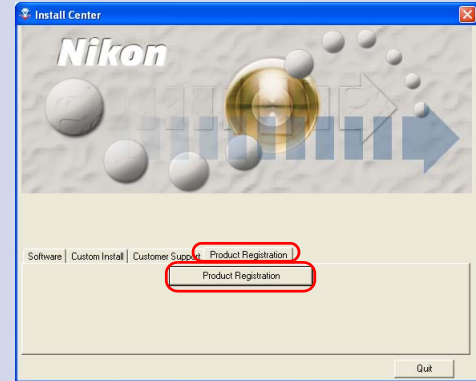 Install Center
Nikon
Software Custom Install Customer Support Product Registration
Product Registration
Quit